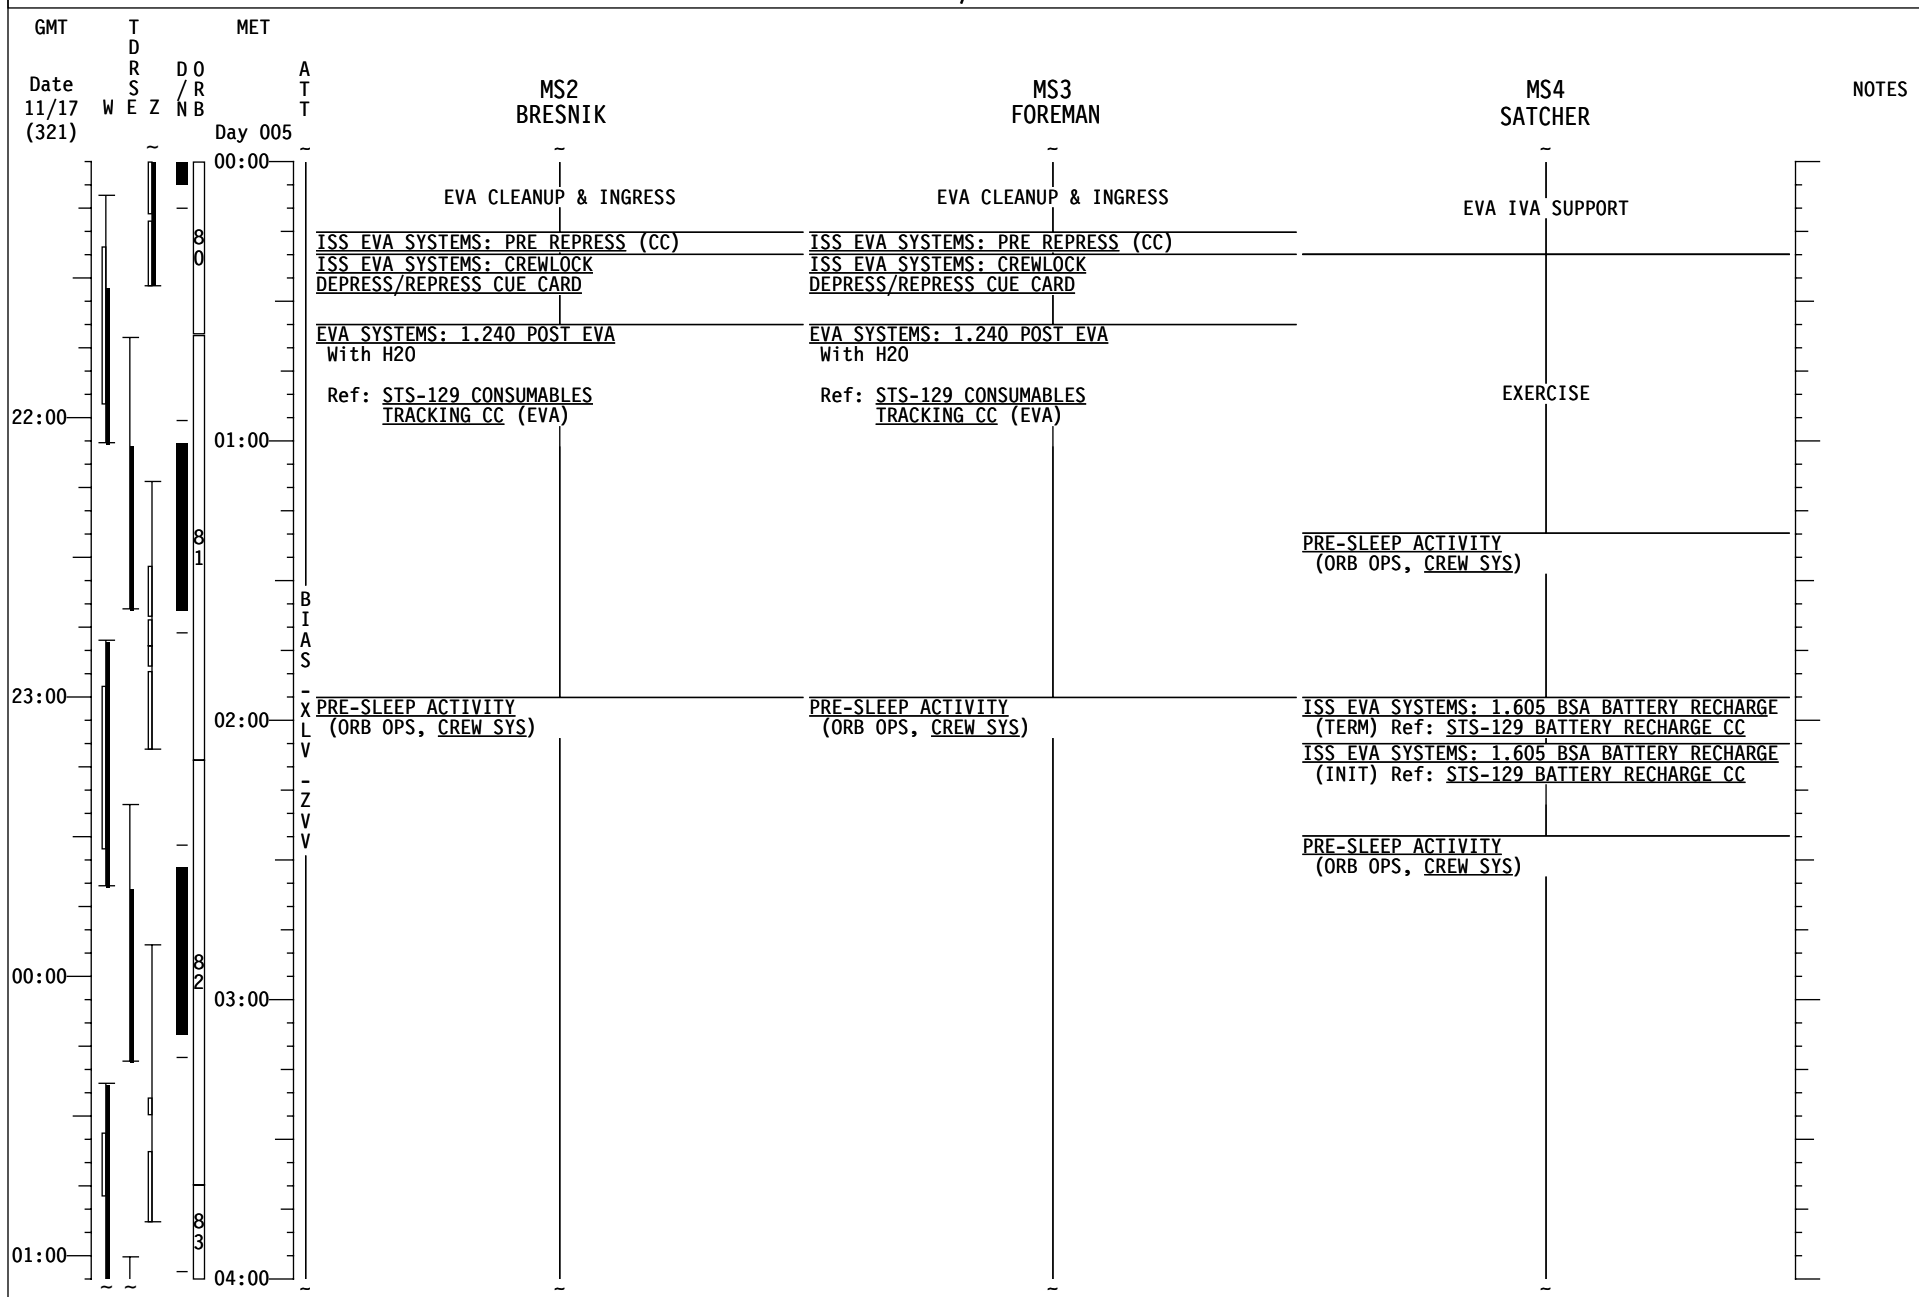 GMT
TDRS
MET
Date
11/17
(321)
W E Z
D/N
ORB
ATT
Day 005
MS2
BRESNIK
MS3
FOREMAN
MS4
SATCHER
NOTES
~ ~ ~ ~ ~
00:00
EVA CLEANUP & INGRESS
EVA CLEANUP & INGRESS
EVA IVA SUPPORT
80
ISS EVA SYSTEMS: PRE REPRESS (CC)
ISS EVA SYSTEMS: CREWLOCK
DEPRESS/REPRESS CUE CARD
ISS EVA SYSTEMS: PRE REPRESS (CC)
ISS EVA SYSTEMS: CREWLOCK
DEPRESS/REPRESS CUE CARD
EVA SYSTEMS: 1.240 POST EVA
With H2O
Ref: STS-129 CONSUMABLES
TRACKING CC (EVA)
EVA SYSTEMS: 1.240 POST EVA
With H2O
Ref: STS-129 CONSUMABLES
TRACKING CC (EVA)
EXERCISE
22:00
01:00
81
PRE-SLEEP ACTIVITY
(ORB OPS, CREW SYS)
BIAS -XLV -ZVV
23:00
02:00
PRE-SLEEP ACTIVITY
(ORB OPS, CREW SYS)
PRE-SLEEP ACTIVITY
(ORB OPS, CREW SYS)
ISS EVA SYSTEMS: 1.605 BSA BATTERY RECHARGE
(TERM) Ref: STS-129 BATTERY RECHARGE CC
ISS EVA SYSTEMS: 1.605 BSA BATTERY RECHARGE
(INIT) Ref: STS-129 BATTERY RECHARGE CC
PRE-SLEEP ACTIVITY
(ORB OPS, CREW SYS)
82
00:00
03:00
83
01:00
04:00
~ ~ ~ ~ ~ ~